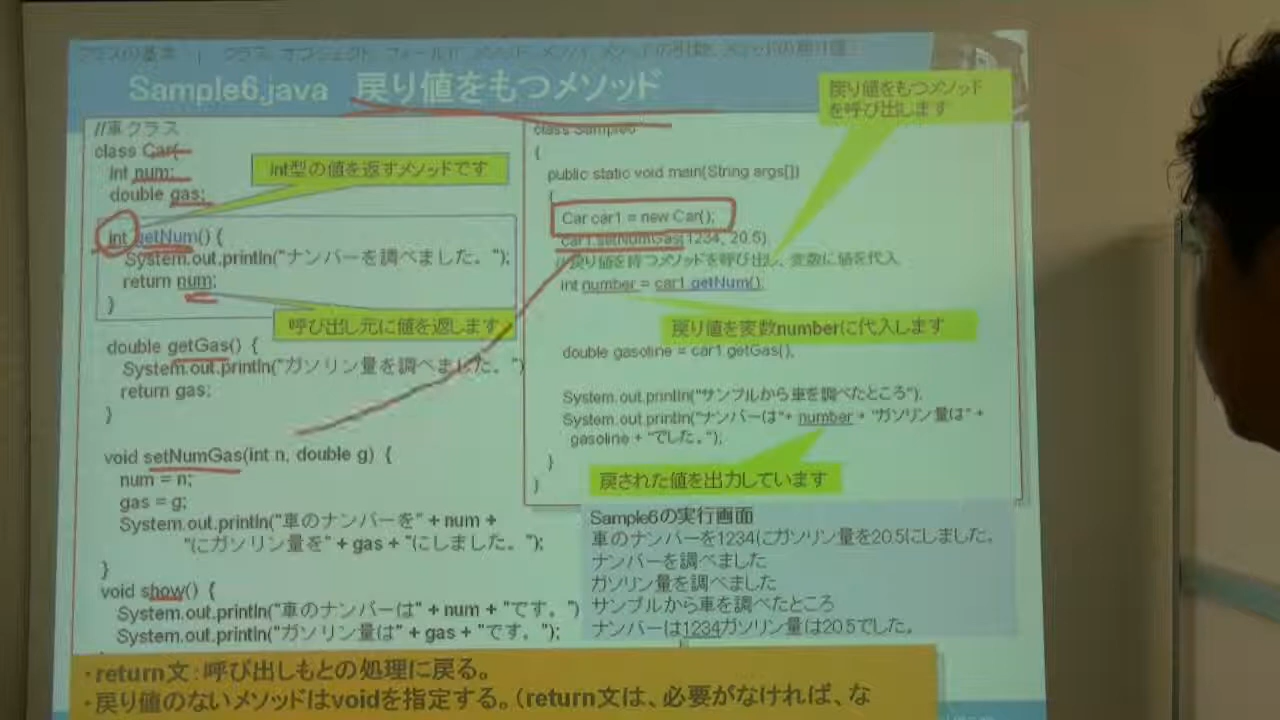 クラスの基本 | クラス オブジェクト フィールド
Sample6.java 戻り値をもつメソッド
//車クラス
class Car{
int num;
double gas;
int型の値を返すメソッドです
int getNum() {
System.out.println("ナンバーを調べました。");
return num;
}
呼び出し元に値を返します
double getGas() {
System.out.println("ガソリン量を調べました。")
return gas;
}
void setNumGas(int n, double g) {
num = n;
gas = g;
System.out.println("車のナンバーを" + num +
"にガソリン量を" + gas + "にしました。");
}
void show() {
System.out.println("車のナンバーは" + num + "です。")
System.out.println("ガソリン量は" + gas + "です。");
class Sample6
{
public static void main(String args[])
{
戻り値をもつメソッド
を呼び出します
Car car1 = new Car();
car1.setNumGas(1234, 20.5)
//戻り値を持つメソッドを呼び出し、変数に値を代入
int number = car1.getNum();
戻り値を変数numberに代入します
double gasoline = car1.getGas();
System.out.println("サンプルから車を調べたところ");
System.out.println("ナンバーは"+ number + "ガソリン量は" +
gasoline + "でした。");
}
戻された値を出力しています
}
Sample6の実行画面
車のナンバーを1234にガソリン量を20.5にしました。
ナンバーを調べました
ガソリン量を調べました
サンプルから車を調べたところ
ナンバーは1234ガソリン量は20.5でした。
・return文：呼び出しもとの処理に戻る。
・戻り値のないメソッドはvoidを指定する。（return文は、必要がなければ、な